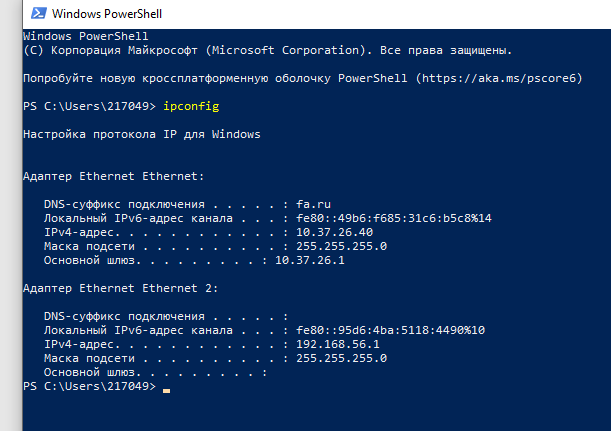 Windows PowerShell
Windows PowerShell
(C) Корпорация Майкрософт (Microsoft Corporation). Все права защищены.
Попробуйте новую кроссплатформенную оболочку PowerShell (https://aka.ms/pscore6)
PS C:\Users\217049> ipconfig
Настройка протокола IP для Windows
Адаптер Ethernet Ethernet:
DNS-суффикс подключения . . . . . : fa.ru
Локальный IPv6-адрес канала . . . : fe80::49b6:f685:31c6:b5c8%14
IPv4-адрес. . . . . . . . . . . . : 10.37.26.40
Маска подсети . . . . . . . . . . : 255.255.255.0
Основной шлюз. . . . . . . . . : 10.37.26.1
Адаптер Ethernet Ethernet 2:
DNS-суффикс подключения . . . . . :
Локальный IPv6-адрес канала . . . : fe80::95d6:4ba:5118:4490%10
IPv4-адрес. . . . . . . . . . . . : 192.168.56.1
Маска подсети . . . . . . . . . . : 255.255.255.0
Основной шлюз. . . . . . . . . :
PS C:\Users\217049>